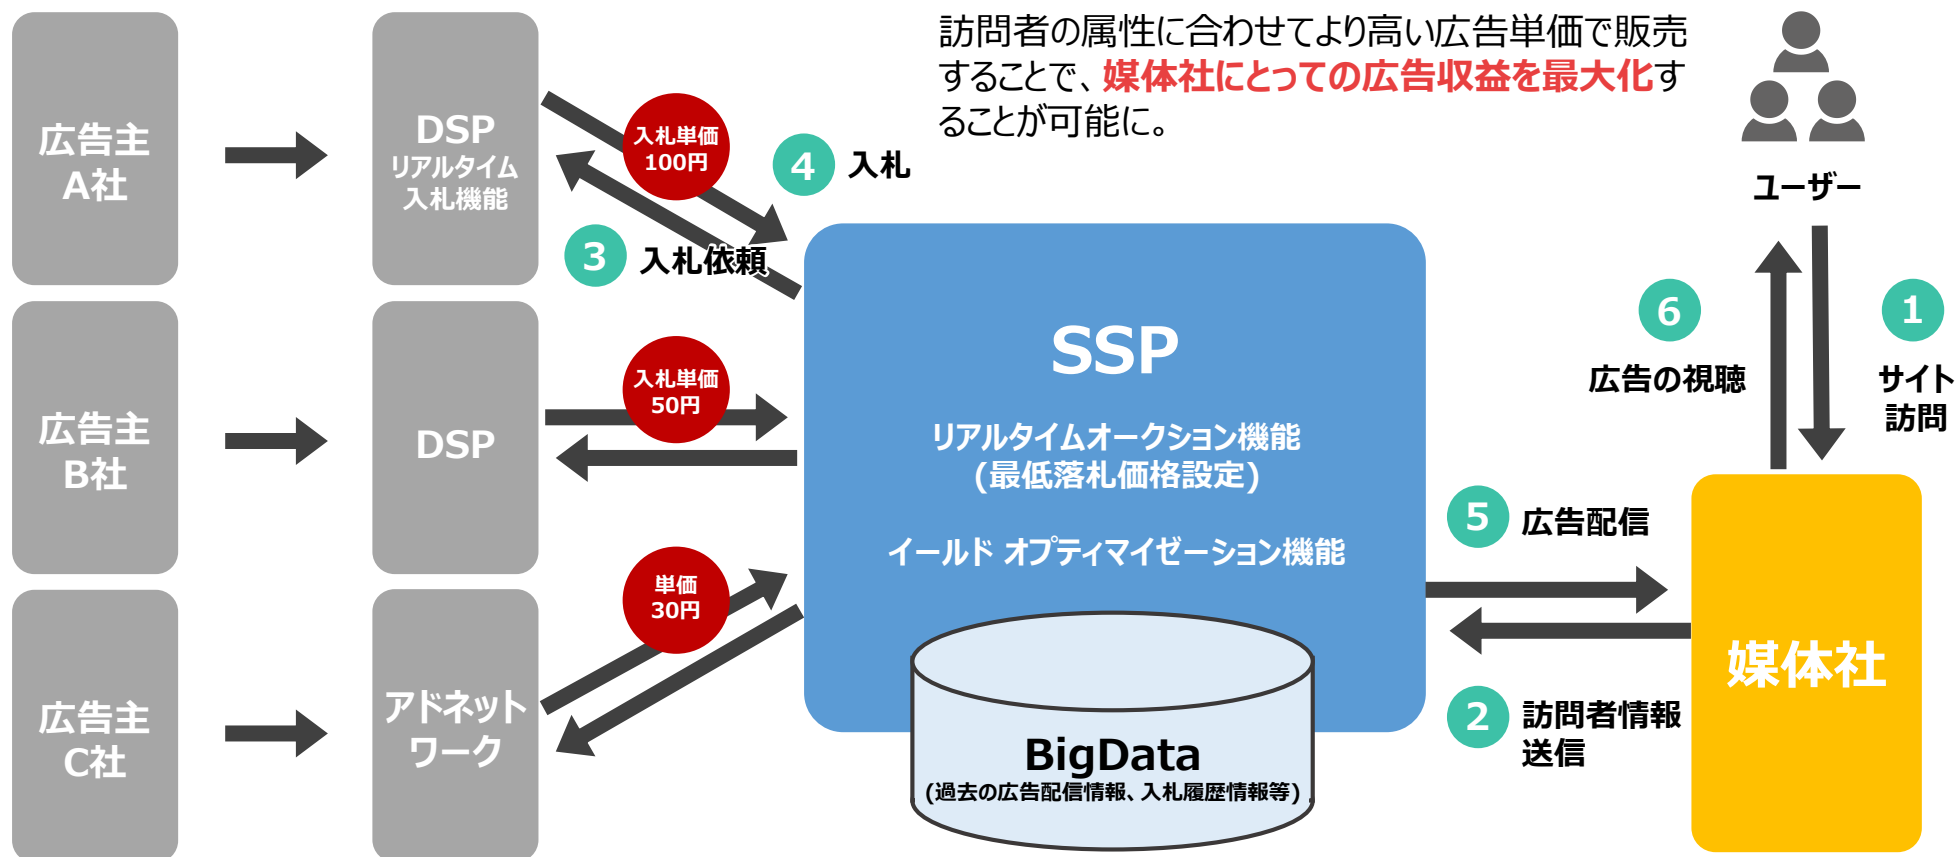 訪問者の属性に合わせてより高い広告単価で販売
することで、媒体社にとっての広告収益を最大化す
ることが可能に。
広告主
A社
DSP
リアルタイム
入札機能
入札単価
100円
4
入札
3
入札依頼
ユーザー
6
広告の視聴
1
サイト
訪問
広告主
B社
DSP
入札単価
50円
SSP
リアルタイムオークション機能
(最低落札価格設定)
イールド オプティマイゼーション機能
5
広告配信
広告主
C社
アドネット
ワーク
単価
30円
BigData
(過去の広告配信情報、入札履歴情報等)
2
訪問者情報
送信
媒体社